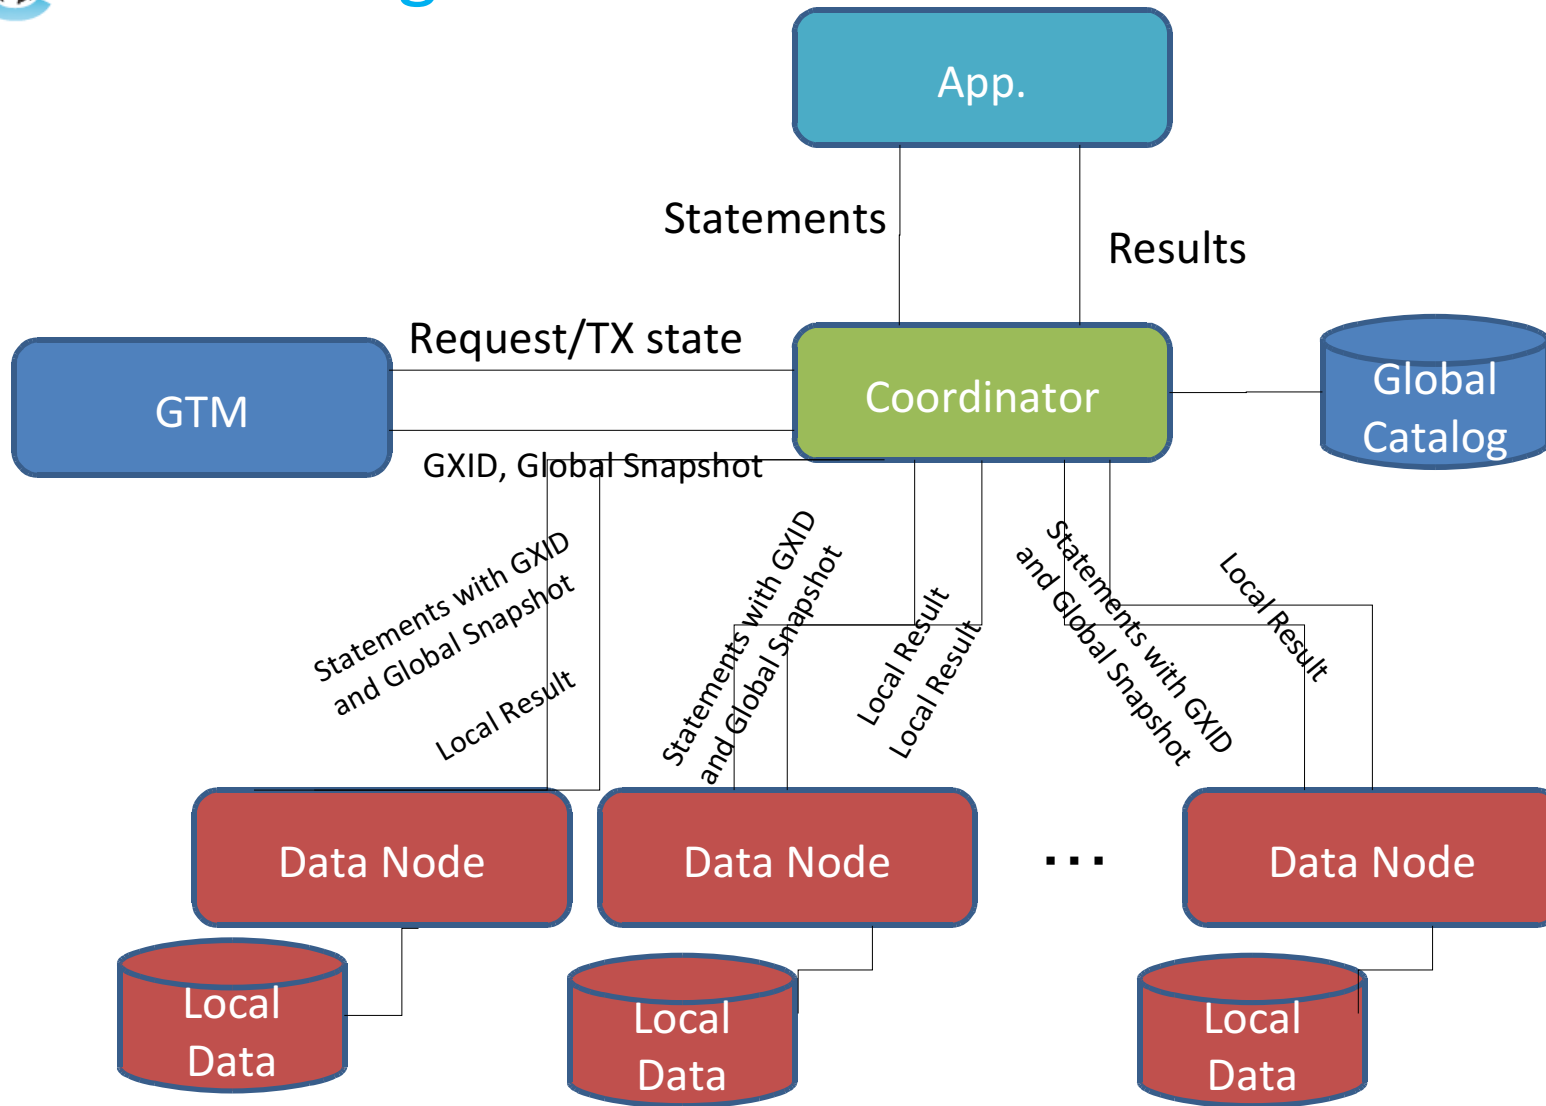 App.
Statements
Results
Request/TX state
GTM
Coordinator
Global
Catalog
GXID, Global Snapshot
Statements with GXID
and Global Snapshot
Local Result
Statements with GXID
and Global Snapshot
Local Result
Local Result
Statements with GXID
and Global Snapshot
Local Result
Data Node
Data Node
...
Data Node
Local
Data
Local
Data
Local
Data